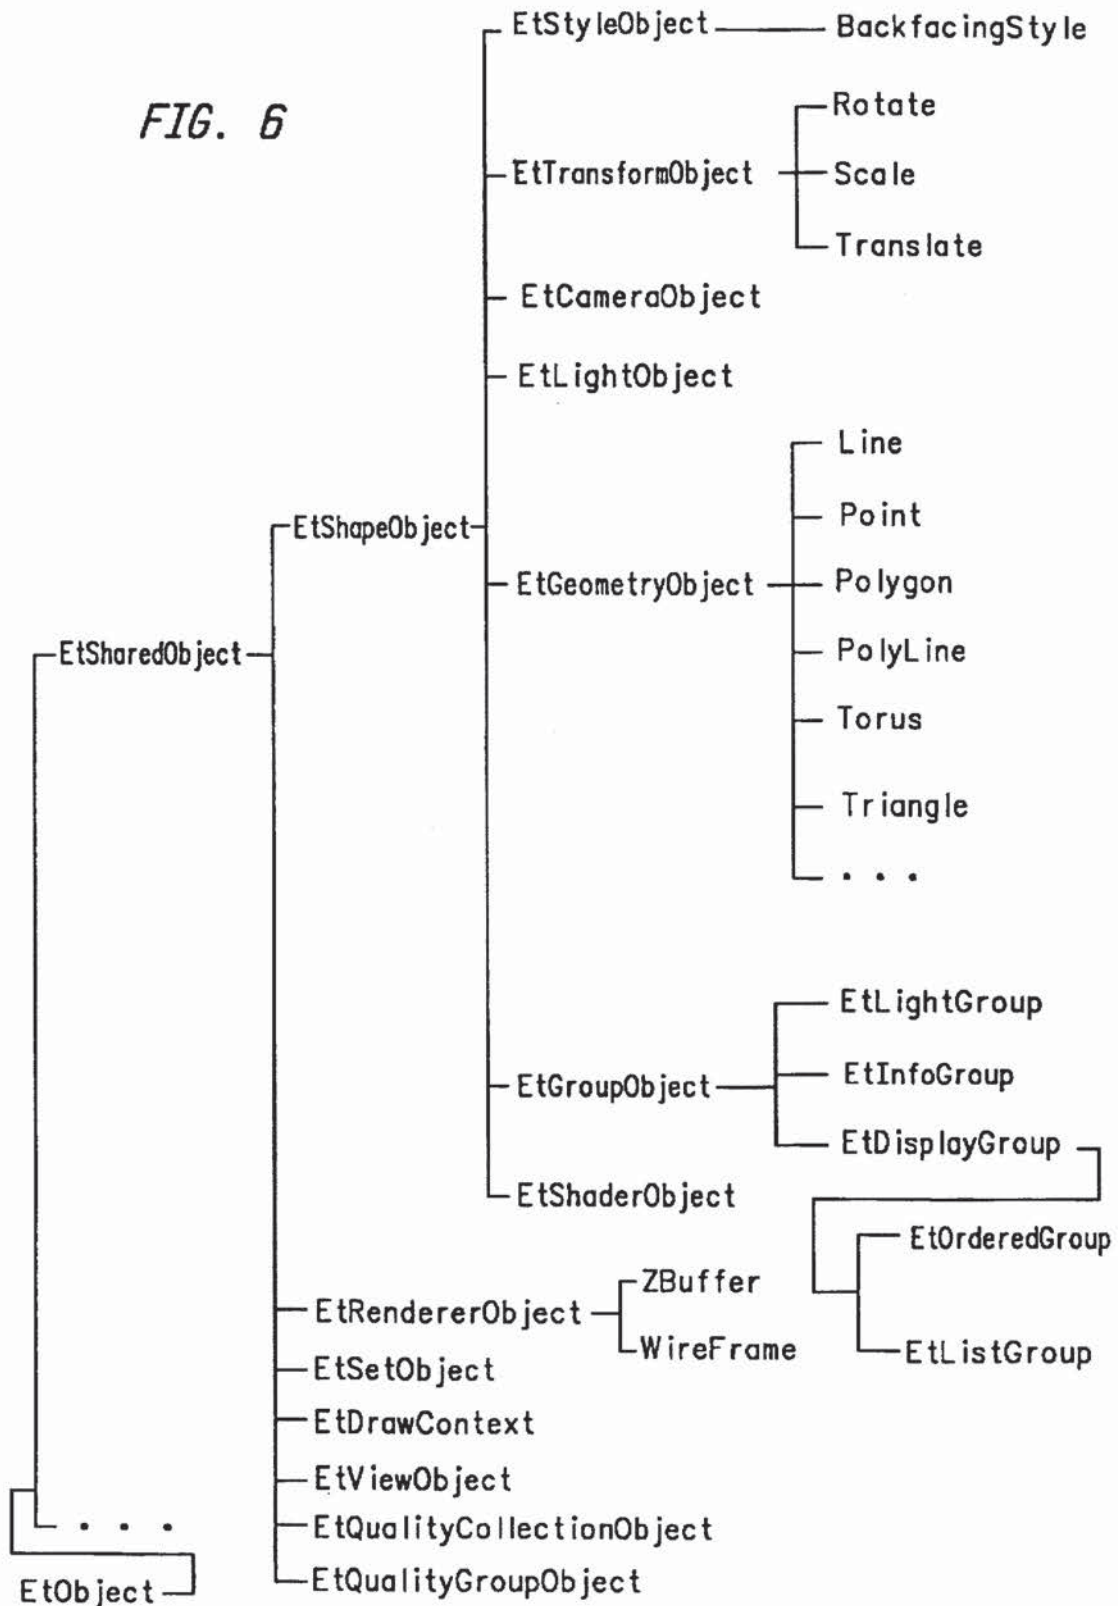 FIG. 6
EtStyleObject
BackfacingStyle
EtTransformObject
Rotate
Scale
Translate
EtCameraObject
EtLightObject
EtShapeObject
EtGeometryObject
Line
Point
Polygon
PolyLine
Torus
Triangle
. . .
EtSharedObject
EtGroupObject
EtLightGroup
EtInfoGroup
EtDisplayGroup
EtOrderedGroup
EtListGroup
EtShaderObject
EtRendererObject
ZBuffer
WireFrame
EtSetObject
EtDrawContext
EtViewObject
EtQualityCollectionObject
EtQualityGroupObject
. . .
EtObject